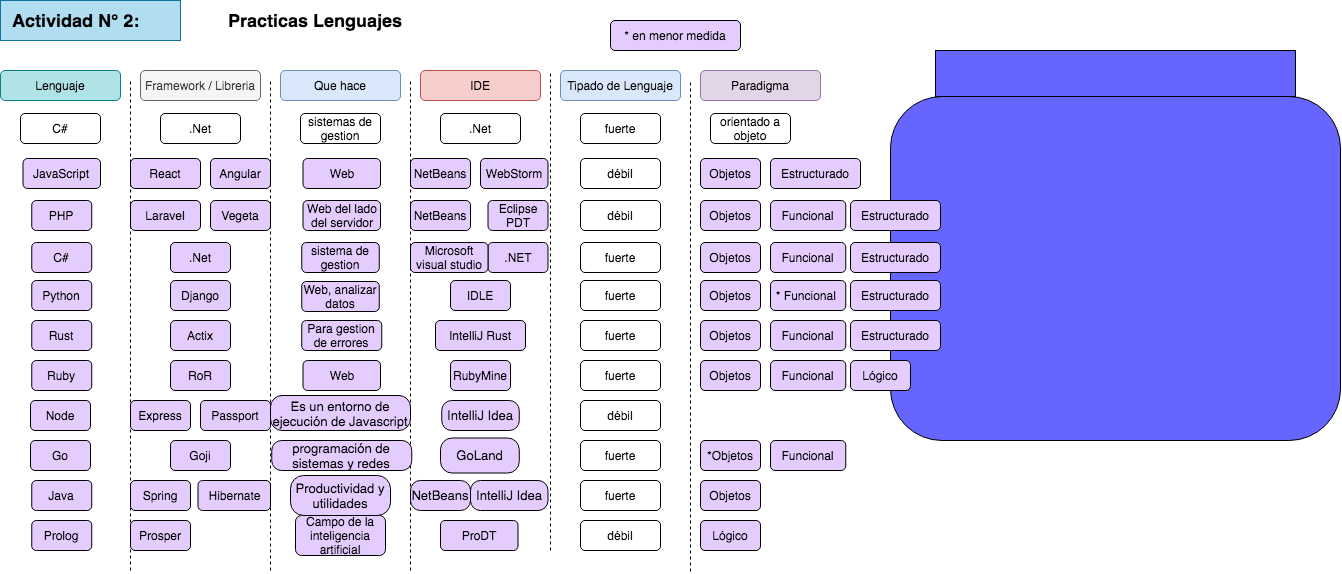 Actividad N° 2:
Practicas Lenguajes
* en menor medida
Lenguaje
Framework / Libreria
Que hace
IDE
Tipado de Lenguaje
Paradigma
C#
.Net
sistemas de
gestion
.Net
fuerte
orientado a
objeto
JavaScript
React
Angular
Web
NetBeans
WebStorm
débil
Objetos
Estructurado
PHP
Laravel
Vegeta
Web del lado
del servidor
NetBeans
Eclipse
PDT
débil
Objetos
Funcional
Estructurado
C#
.Net
sistema de
gestion
Microsoft
visual studio
.NET
fuerte
Objetos
Funcional
Estructurado
Python
Django
Web, analizar
datos
IDLE
fuerte
Objetos
* Funcional
Estructurado
Rust
Actix
Para gestion
de errores
IntelliJ Rust
fuerte
Objetos
Funcional
Estructurado
Ruby
RoR
Web
RubyMine
fuerte
Objetos
Funcional
Lógico
Node
Express
Passport
Es un entorno de
ejecución de Javascript
IntelliJ Idea
débil
Go
Goji
programación de
sistemas y redes
GoLand
fuerte
*Objetos
Funcional
Java
Spring
Hibernate
Productividad y
utilidades
NetBeans
IntelliJ Idea
fuerte
Objetos
Prolog
Prosper
Campo de la
inteligencia
artificial
ProDT
débil
Lógico